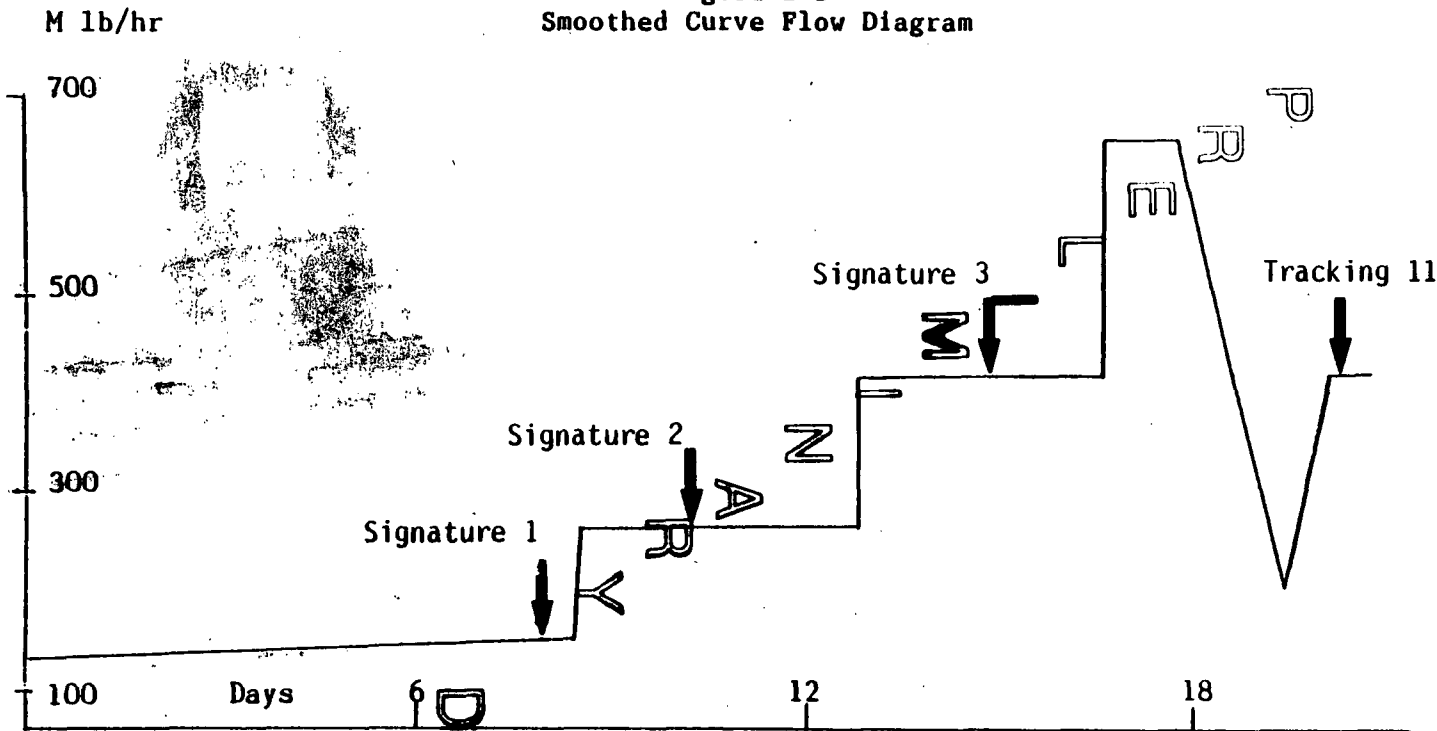 M lb/hr
Smoothed Curve Flow Diagram
700
500
300
100
Days
6
12
18
Signature 1
Signature 2
Signature 3
Tracking 11
PRELIMINARY
D